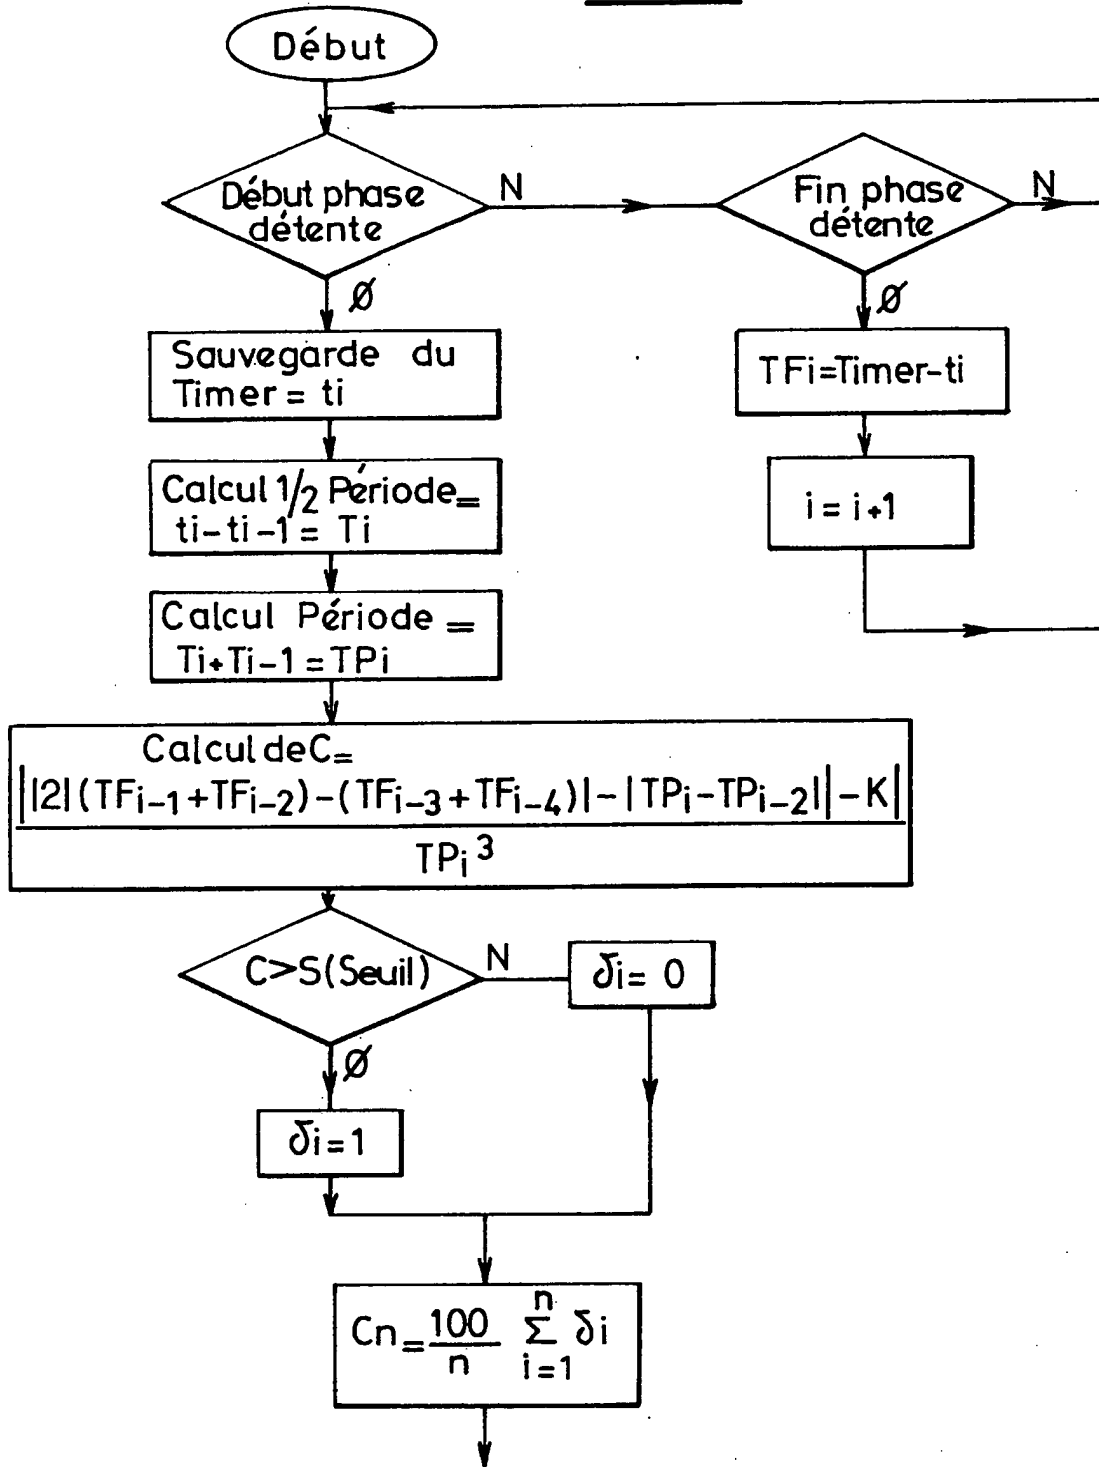 Début
Début phase
détente
N
Fin phase
détente
N
Ø
Ø
Sauvegarde du
Timer = ti
TFi=Timer-ti
Calcul 1/2 Période=
ti-ti-1 = Ti
i = i+1
Calcul Période =
Ti+Ti-1 = TPi
Calcul de C=
||2|(TFi-1+TFi-2)-(TFi-3+TFi-4)|-|TPi-TPi-2||-K|
TPi³
C>S(Seuil)
N
δi= 0
Ø
δi=1
n
Cn= 100 Σ δi
n i=1